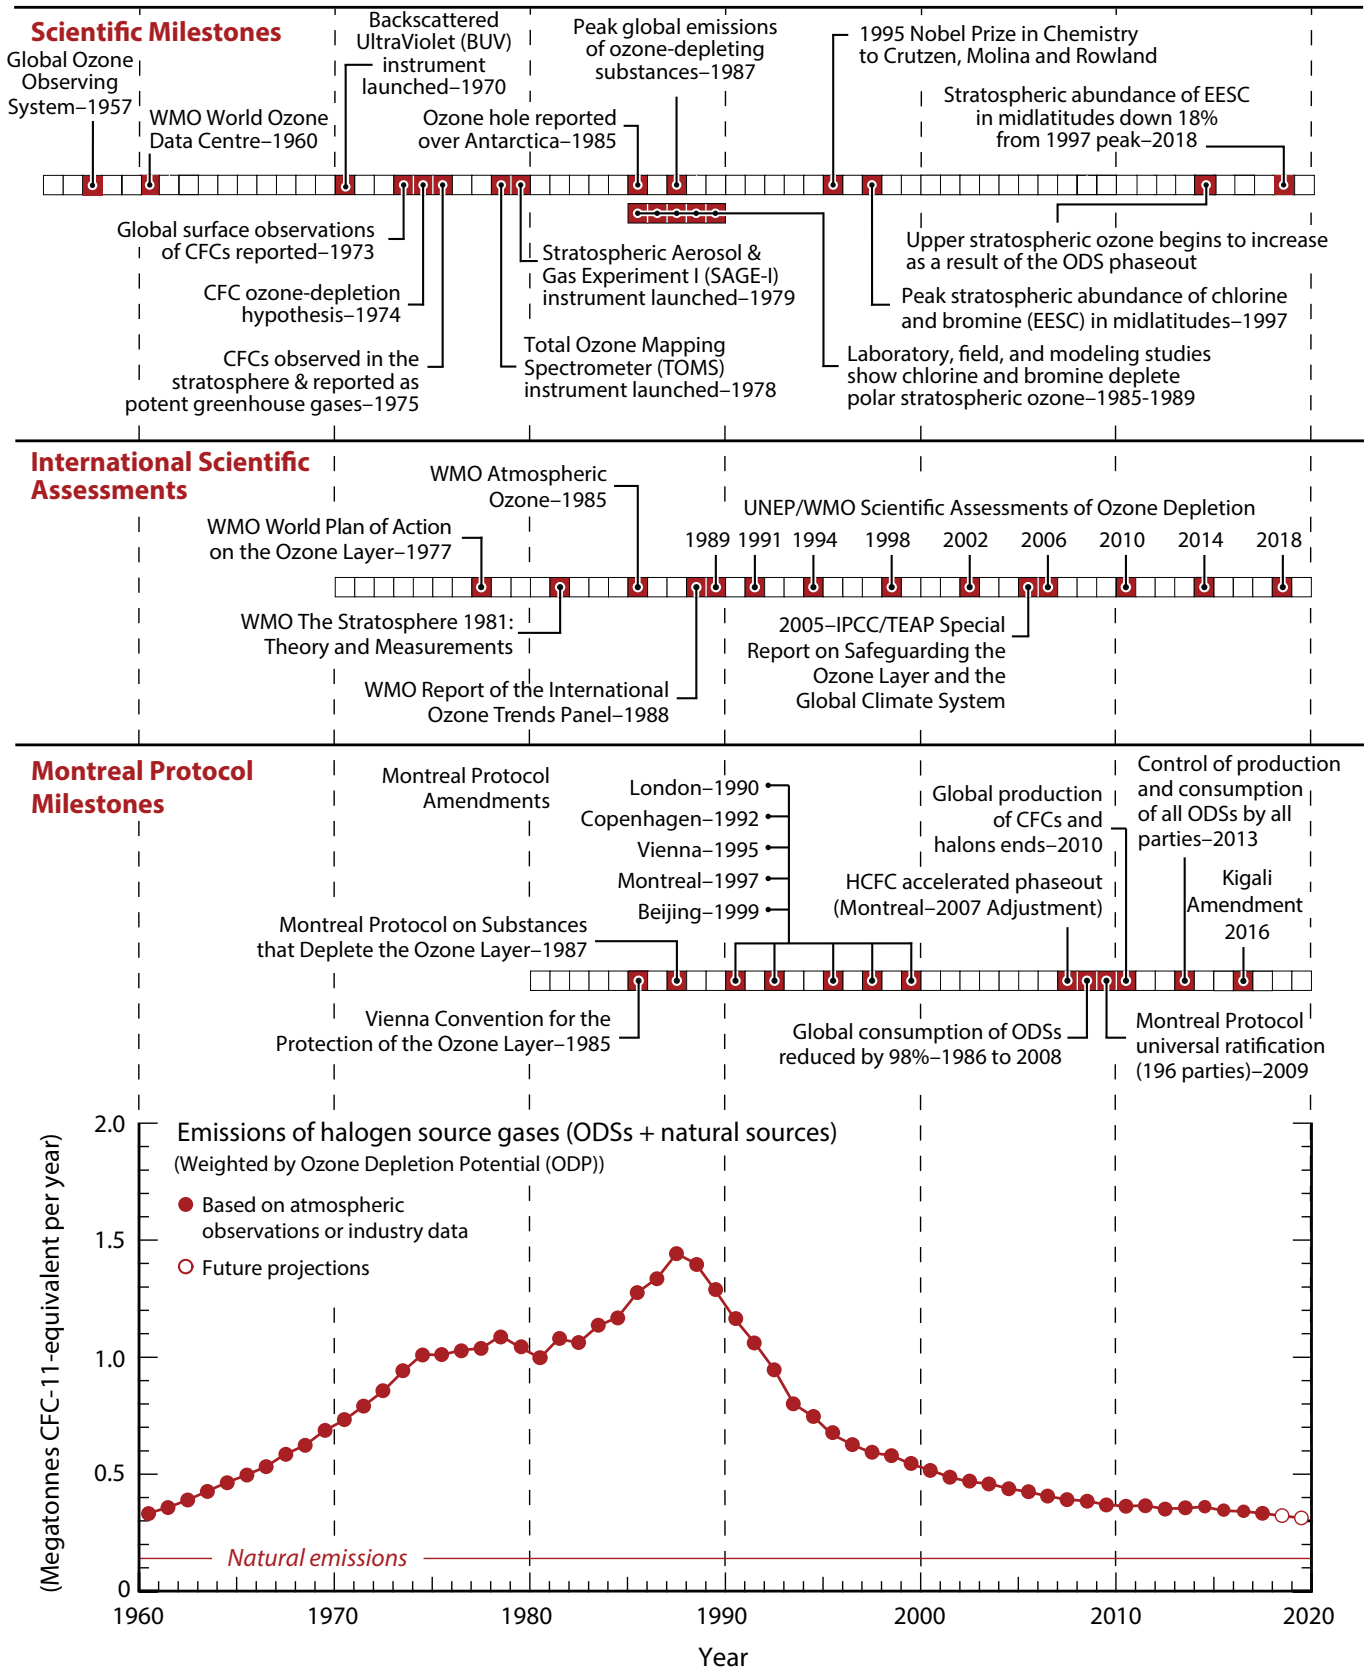 Scientific Milestones
Global Ozone
Observing
System–1957
WMO World Ozone
Data Centre–1960
Backscattered
UltraViolet (BUV)
instrument
launched–1970
Ozone hole reported
over Antarctica–1985
Peak global emissions
of ozone-depleting
substances–1987
1995 Nobel Prize in Chemistry
to Crutzen, Molina and Rowland
Stratospheric abundance of EESC
in midlatitudes down 18%
from 1997 peak–2018
Global surface observations
of CFCs reported–1973
CFC ozone-depletion
hypothesis–1974
CFCs observed in the
stratosphere & reported as
potent greenhouse gases–1975
Stratospheric Aerosol &
Gas Experiment I (SAGE-I)
instrument launched–1979
Total Ozone Mapping
Spectrometer (TOMS)
instrument launched–1978
Upper stratospheric ozone begins to increase
as a result of the ODS phaseout
Peak stratospheric abundance of chlorine
and bromine (EESC) in midlatitudes–1997
Laboratory, field, and modeling studies
show chlorine and bromine deplete
polar stratospheric ozone–1985-1989
International Scientific
Assessments
WMO Atmospheric
Ozone–1985
WMO World Plan of Action
on the Ozone Layer–1977
UNEP/WMO Scientific Assessments of Ozone Depletion
1989 1991 1994 1998 2002 2006 2010 2014 2018
WMO The Stratosphere 1981:
Theory and Measurements
WMO Report of the International
Ozone Trends Panel–1988
2005–IPCC/TEAP Special
Report on Safeguarding the
Ozone Layer and the
Global Climate System
Montreal Protocol
Milestones
Montreal Protocol
Amendments
London–1990
Copenhagen–1992
Vienna–1995
Montreal–1997
Beijing–1999
Montreal Protocol on Substances
that Deplete the Ozone Layer–1987
Global production
of CFCs and
halons ends–2010
HCFC accelerated phaseout
(Montreal–2007 Adjustment)
Control of production
and consumption
of all ODSs by all
parties–2013
Kigali
Amendment
2016
Vienna Convention for the
Protection of the Ozone Layer–1985
Global consumption of ODSs
reduced by 98%–1986 to 2008
Montreal Protocol
universal ratification
(196 parties)–2009
Emissions of halogen source gases (ODSs + natural sources)
(Weighted by Ozone Depletion Potential (ODP))
Based on atmospheric
observations or industry data
Future projections
(Megatonnes CFC-11-equivalent per year)
2.0
1.5
1.0
0.5
0
Natural emissions
1960 1970 1980 1990 2000 2010 2020
Year